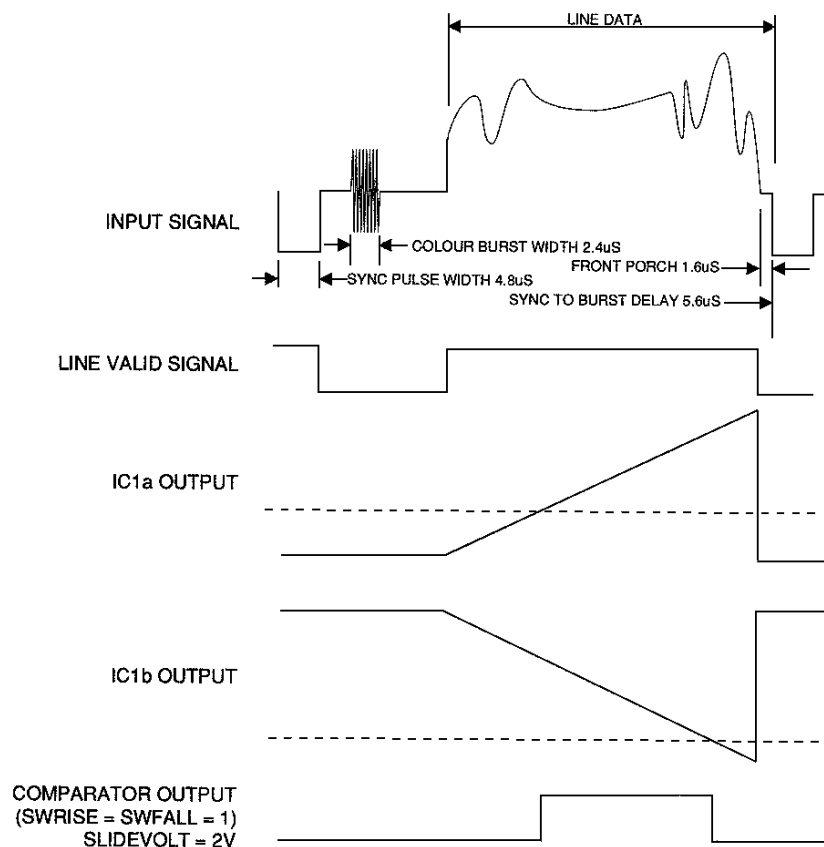 LINE DATA
INPUT SIGNAL
COLOUR BURST WIDTH 2.4uS
FRONT PORCH 1.6uS
SYNC PULSE WIDTH 4.8uS
SYNC TO BURST DELAY 5.6uS
LINE VALID SIGNAL
IC1a OUTPUT
IC1b OUTPUT
COMPARATOR OUTPUT
(SWRISE = SWFALL = 1)
SLIDEVOLT = 2V